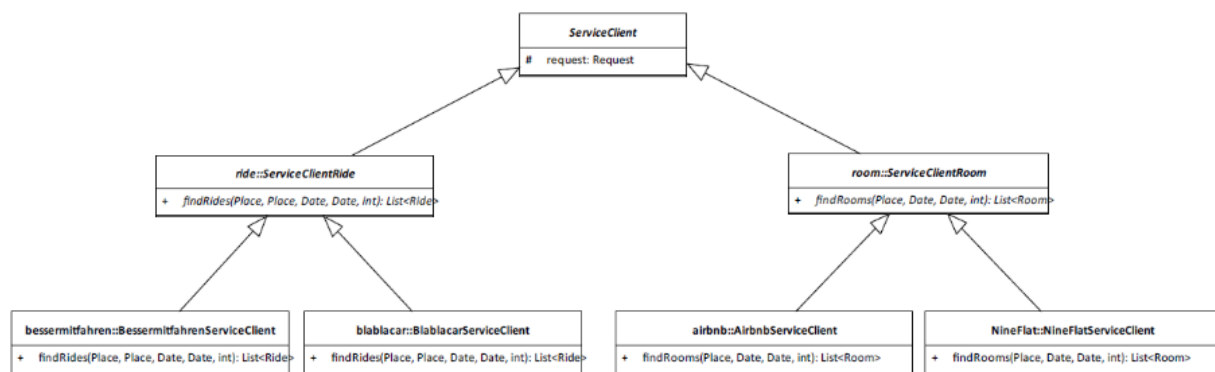 ServiceClient
# request: Request
ride::ServiceClientRide
+ findRides(Place, Place, Date, Date, int): List<Ride>
room::ServiceClientRoom
+ findRooms(Place, Date, Date, int): List<Room>
bessermitfahren::BessermitfahrenServiceClient
+ findRides(Place, Place, Date, Date, int): List<Ride>
blablacar::BlablacarServiceClient
+ findRides(Place, Place, Date, Date, int): List<Ride>
airbnb::AirbnbServiceClient
+ findRooms(Place, Date, Date, int): List<Room>
NineFlat::NineFlatServiceClient
+ findRooms(Place, Date, Date, int): List<Room>